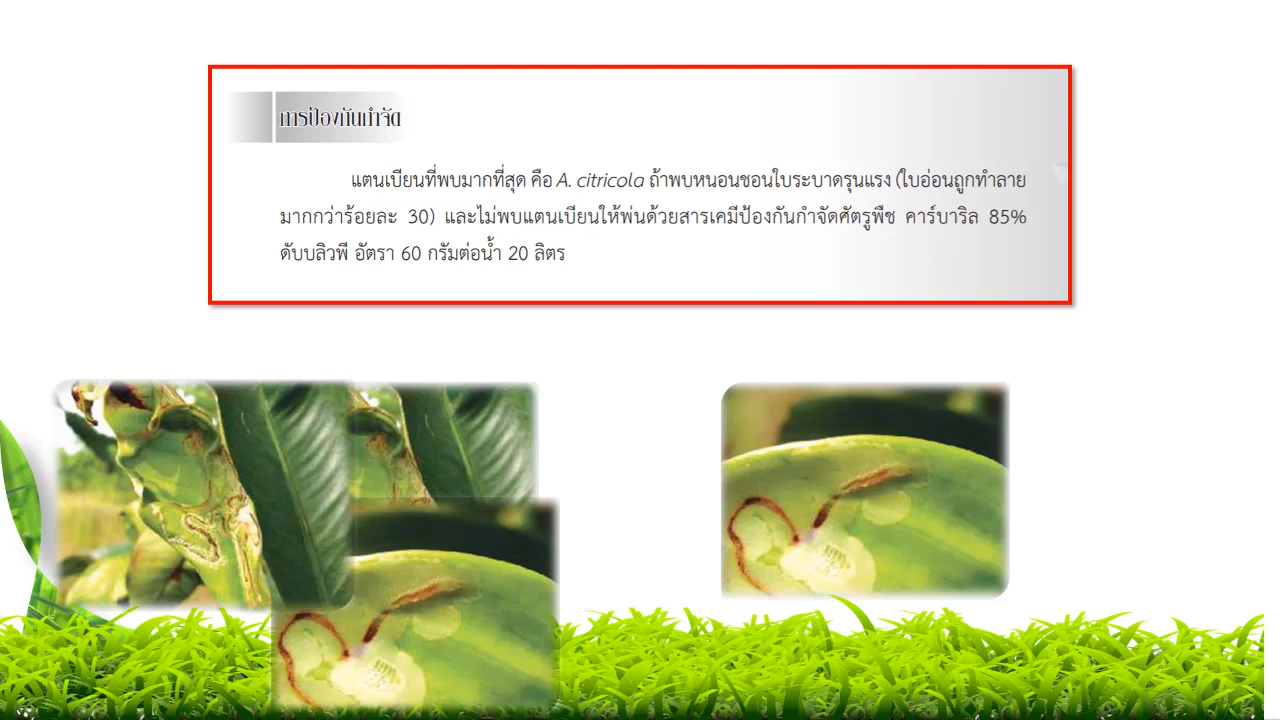 การป้องกันกำจัด
แตนเบียนที่พบมากที่สุด คือ A. citricola ถ้าพบหนอนชอนใบระบาดรุนแรง (ใบอ่อนถูกทำลาย
มากกว่าร้อยละ 30) และไม่พบแตนเบียนให้พ่นด้วยสารเคมีป้องกันกำจัดศัตรูพืช คาร์บาริล 85%
ดับบลิวพี อัตรา 60 กรัมต่อน้ำ 20 ลิตร